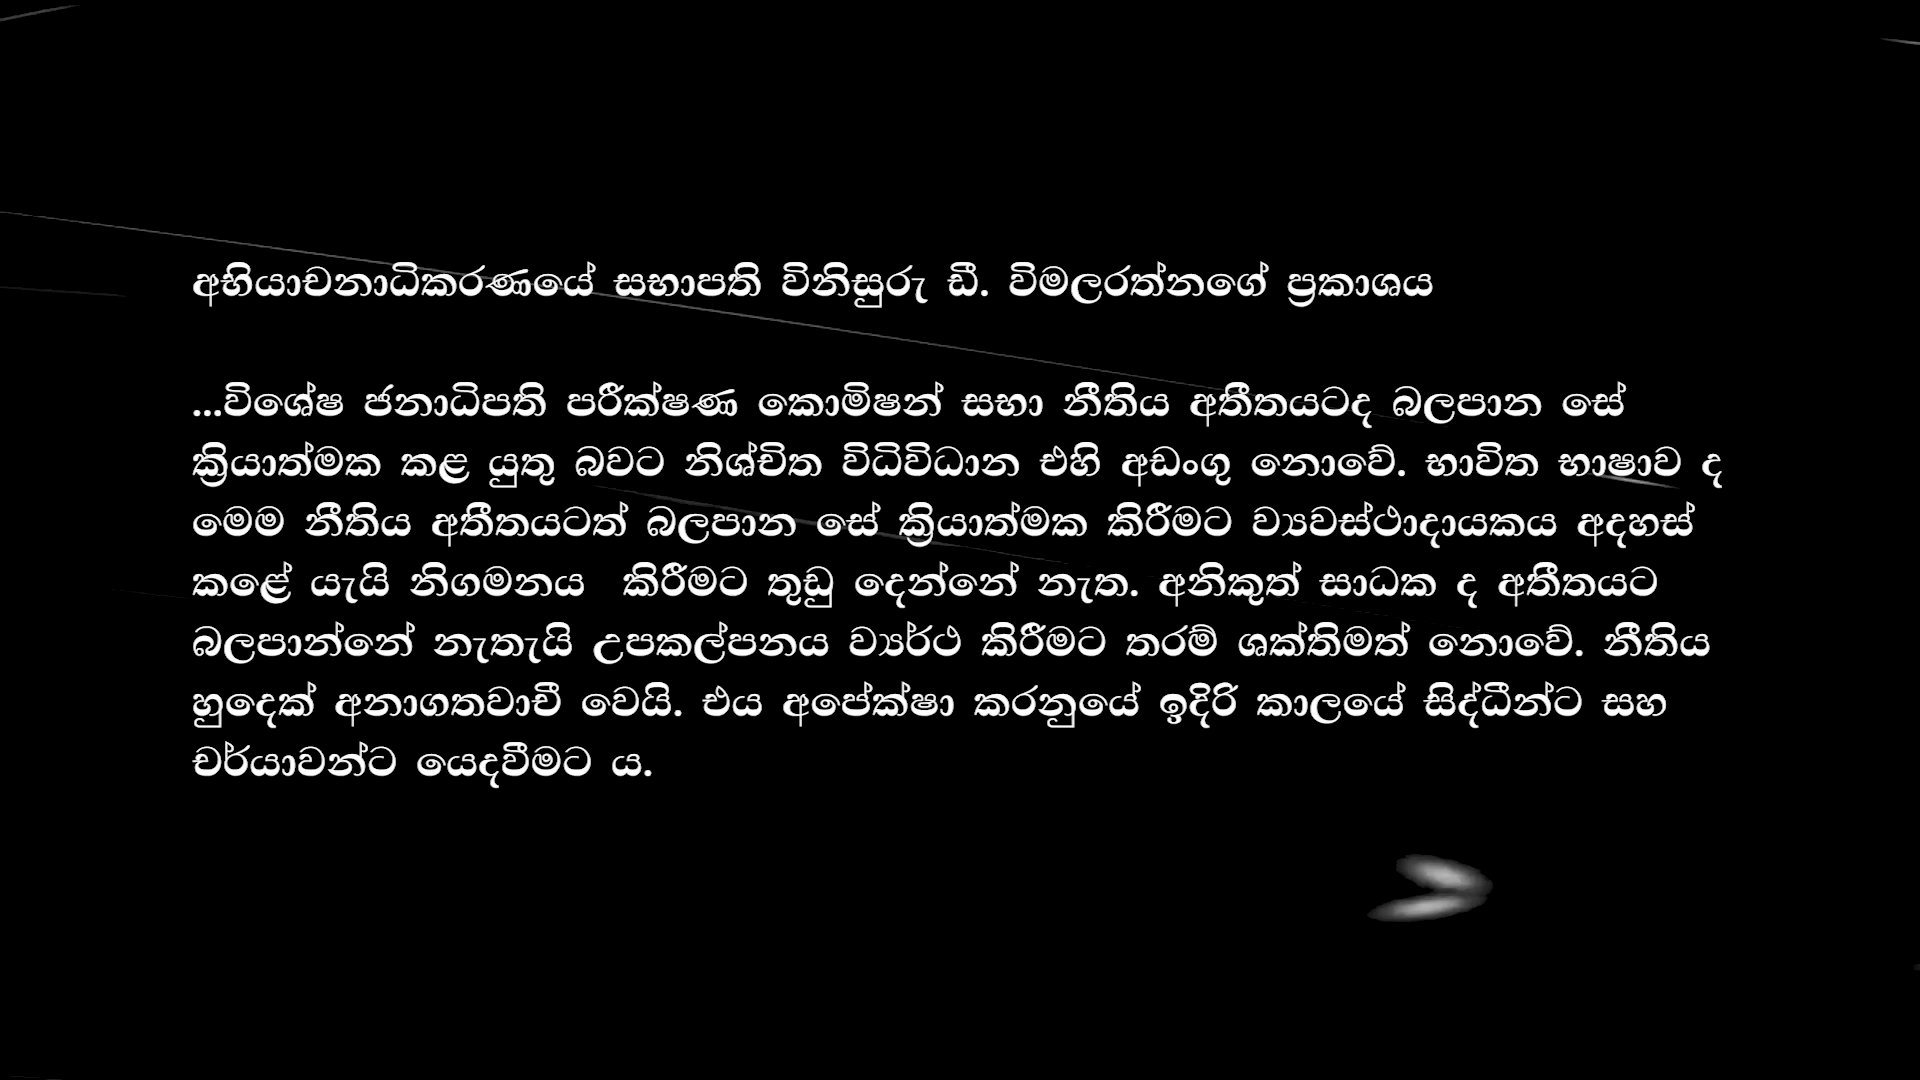 අභියාචනාධිකරණයේ සභාපති විනිසුරු ඩී. විමලරත්නගේ ප්‍රකාශය
...විශේෂ ජනාධිපති පරීක්ෂණ කොමිෂන් සභා නීතිය අතීතයටද බලපාන සේ
ක්‍රියාත්මක කළ යුතු බවට නිශ්චිත විධිවිධාන එහි අඩංගු නොවේ. භාවිත භාෂාව ද
මෙම නීතිය අතීතයටත් බලපාන සේ ක්‍රියාත්මක කිරීමට ව්‍යවස්ථාදායකය අදහස්
කළේ යැයි නිගමනය කිරීමට තුඩු දෙන්නේ නැත. අනිකුත් සාධක ද අතීතයට
බලපාන්නේ නැතැයි උපකල්පනය ව්‍යර්ථ කිරීමට තරම් ශක්තිමත් නොවේ. නීතිය
හුදෙක් අනාගතවාචී වෙයි. එය අපේක්ෂා කරනුයේ ඉදිරි කාලයේ සිද්ධීන්ට සහ
චර්යාවන්ට යෙදවීමට ය.